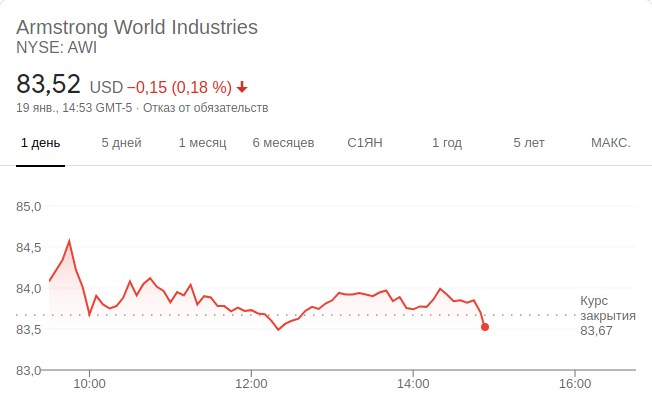 Armstrong World Industries
NYSE: AWI
83,52 USD −0,15 (0,18 %)
19 янв., 14:53 GMT-5 · Отказ от обязательств
1 день 5 дней 1 месяц 6 месяцев С1ЯН 1 год 5 лет МАКС.
85,0
84,5
84,0
83,5
83,0
Курс
закрытия
83,67
10:00 12:00 14:00 16:00